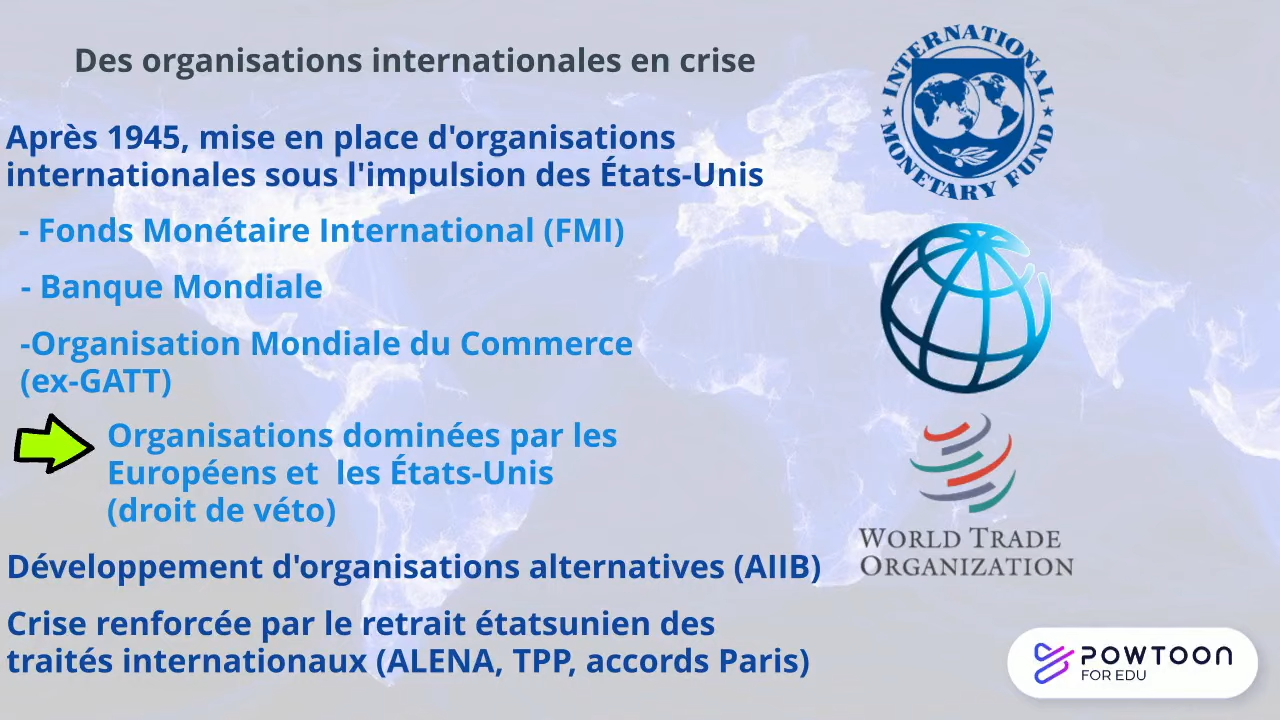 Des organisations internationales en crise
Après 1945, mise en place d'organisations
internationales sous l'impulsion des États-Unis
- Fonds Monétaire International (FMI)
- Banque Mondiale
-Organisation Mondiale du Commerce
(ex-GATT)
Organisations dominées par les
Européens et  les États-Unis
(droit de véto)
Développement d'organisations alternatives (AIIB)
Crise renforcée par le retrait étatsunien des
traités internationaux (ALENA, TPP, accords Paris)
INTERNATIONAL
MONETARY FUND
WORLD TRADE
ORGANIZATION
POWTOON
FOR EDU